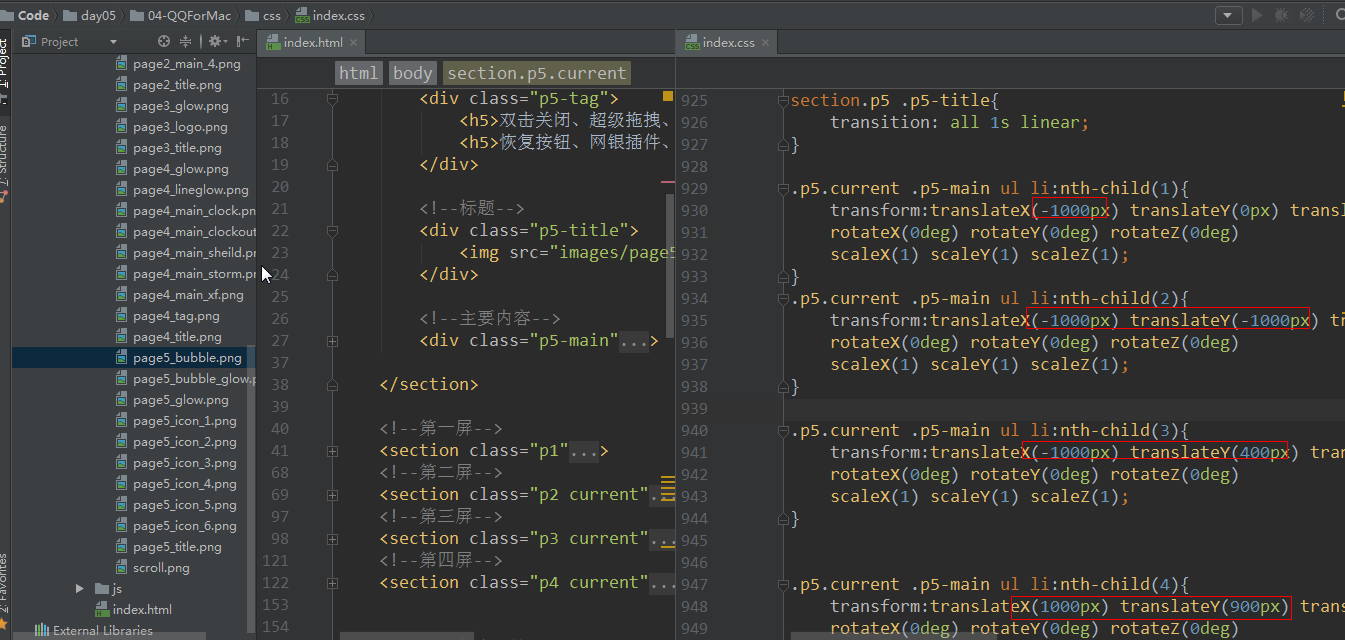 Code day05 04-QQForMac css index.css
1: Project
Z: Structure
2: Favorites
Project
page2_main_4.png
page2_title.png
page3_glow.png
page3_logo.png
page3_title.png
page4_glow.png
page4_lineglow.png
page4_main_clock.pn
page4_main_clockout
page4_main_sheild.pr
page4_main_storm.pr
page4_main_xf.png
page4_tag.png
page4_title.png
page5_bubble.png
page5_bubble_glow.p
page5_glow.png
page5_icon_1.png
page5_icon_2.png
page5_icon_3.png
page5_icon_4.png
page5_icon_5.png
page5_icon_6.png
page5_title.png
scroll.png
js
index.html
External Libraries
index.html
html body section.p5.current
16 <div class="p5-tag">
17 <h5>双击关闭、超级拖拽、
18 <h5>恢复按钮、网银插件、
19 </div>
20
21 <!--标题-->
22 <div class="p5-title">
23 <img src="images/page5
24 </div>
25
26 <!--主要内容-->
27 <div class="p5-main"...>
37
38 </section>
39
40 <!--第一屏-->
41 <section class="p1"...>
68 <!--第二屏-->
69 <section class="p2 current"...
97 <!--第三屏-->
98 <section class="p3 current"...
121 <!--第四屏-->
122 <section class="p4 current"...
153
154
index.css
925 section.p5 .p5-title{
926 transition: all 1s linear;
927 }
928
929 .p5.current .p5-main ul li:nth-child(1){
930 transform:translateX(-1000px) translateY(0px) transl
931 rotateX(0deg) rotateY(0deg) rotateZ(0deg)
932 scaleX(1) scaleY(1) scaleZ(1);
933 }
934 .p5.current .p5-main ul li:nth-child(2){
935 transform:translateX(-1000px) translateY(-1000px) tr
936 rotateX(0deg) rotateY(0deg) rotateZ(0deg)
937 scaleX(1) scaleY(1) scaleZ(1);
938 }
939
940 .p5.current .p5-main ul li:nth-child(3){
941 transform:translateX(-1000px) translateY(400px) tran
942 rotateX(0deg) rotateY(0deg) rotateZ(0deg)
943 scaleX(1) scaleY(1) scaleZ(1);
944 }
945
946
947 .p5.current .p5-main ul li:nth-child(4){
948 transform:translateX(1000px) translateY(900px) trans
949 rotateX(0deg) rotateY(0deg) rotateZ(0deg)